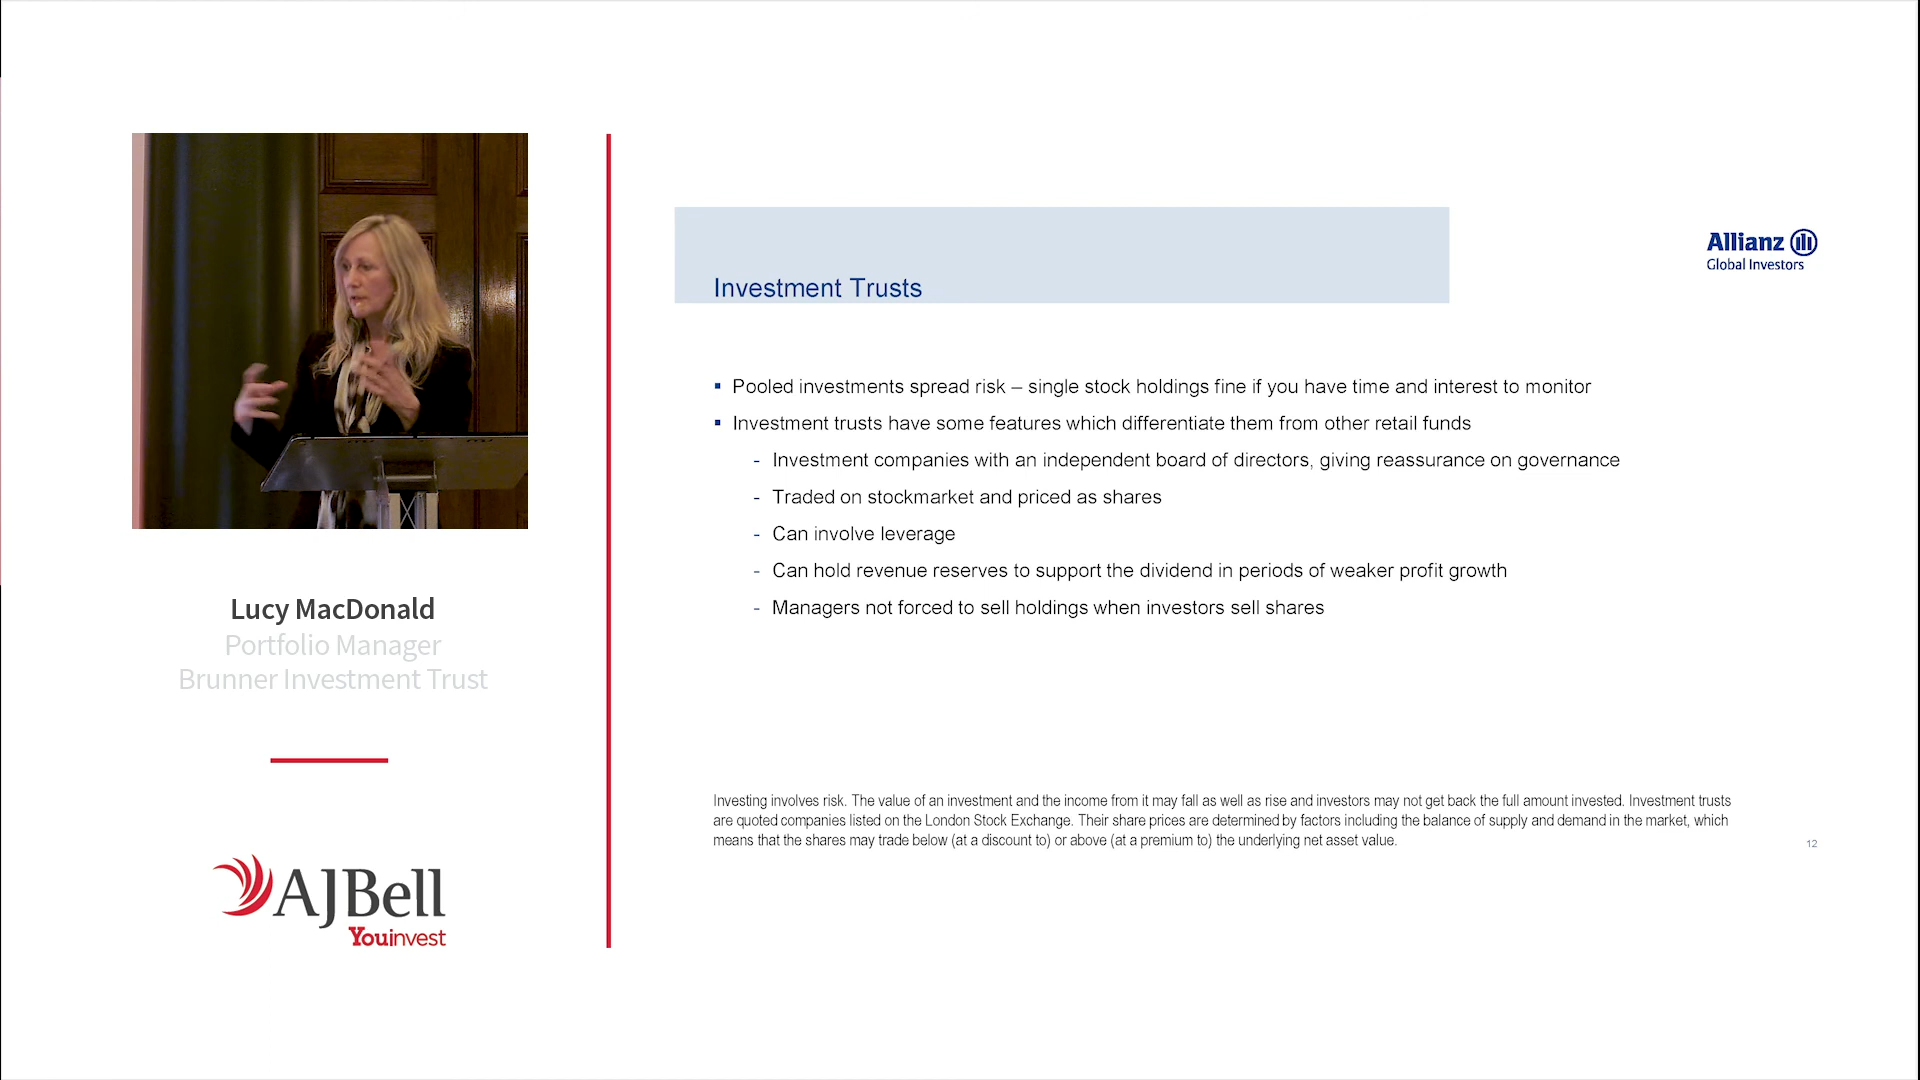 Lucy MacDonald
Portfolio Manager
Brunner Investment Trust
AJBell
Youinvest
Allianz
Global Investors
Investment Trusts
▪ Pooled investments spread risk – single stock holdings fine if you have time and interest to monitor
▪ Investment trusts have some features which differentiate them from other retail funds
- Investment companies with an independent board of directors, giving reassurance on governance
- Traded on stockmarket and priced as shares
- Can involve leverage
- Can hold revenue reserves to support the dividend in periods of weaker profit growth
- Managers not forced to sell holdings when investors sell shares
Investing involves risk. The value of an investment and the income from it may fall as well as rise and investors may not get back the full amount invested. Investment trusts
are quoted companies listed on the London Stock Exchange. Their share prices are determined by factors including the balance of supply and demand in the market, which
means that the shares may trade below (at a discount to) or above (at a premium to) the underlying net asset value.
12